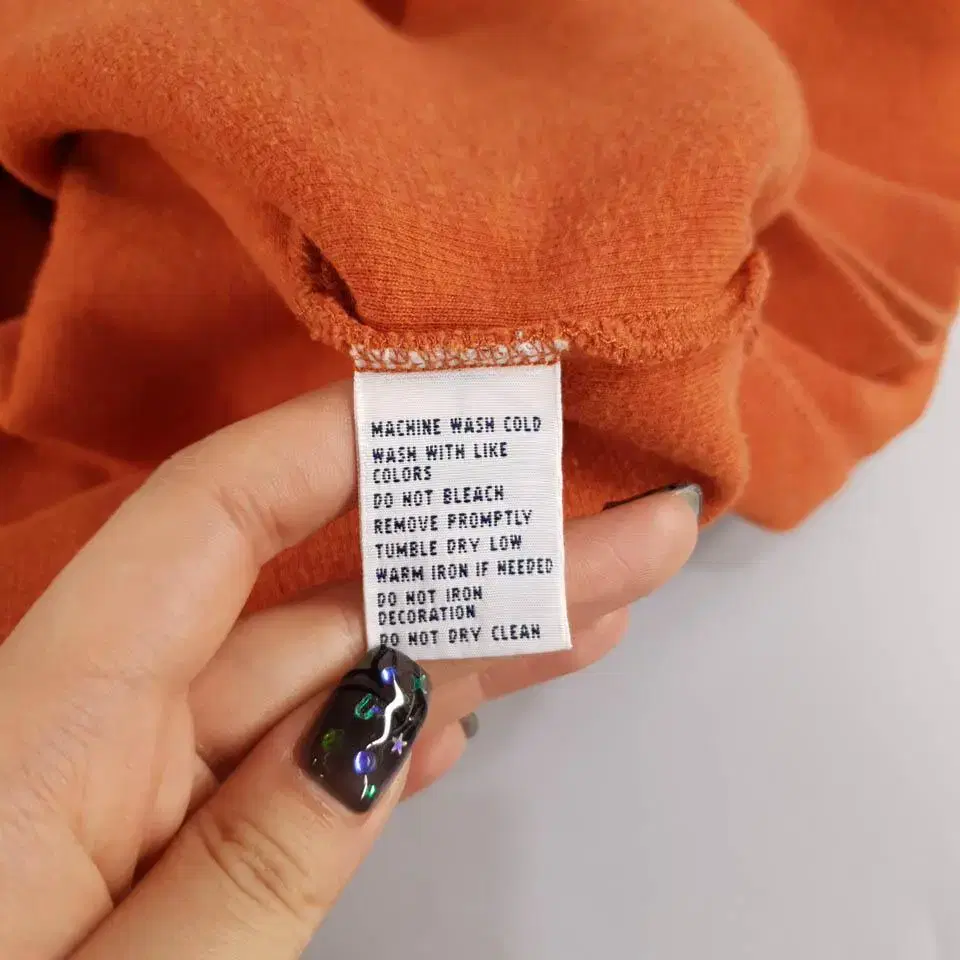 MACHINE WASH COLD
WASH WITH LIKE
COLORS
DO NOT BLEACH
REMOVE PROMPTLY
TUMBLE DRY LOW
WARM IRON IF NEEDED
DO NOT IRON
DECORATION
DO NOT DRY CLEAN